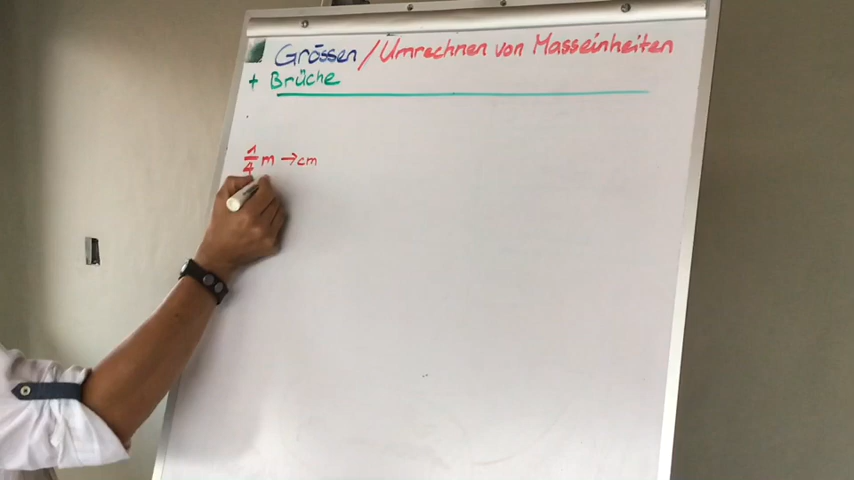 Grössen / Umrechnen von Masseinheiten
+ Brüche
1/4 m → cm